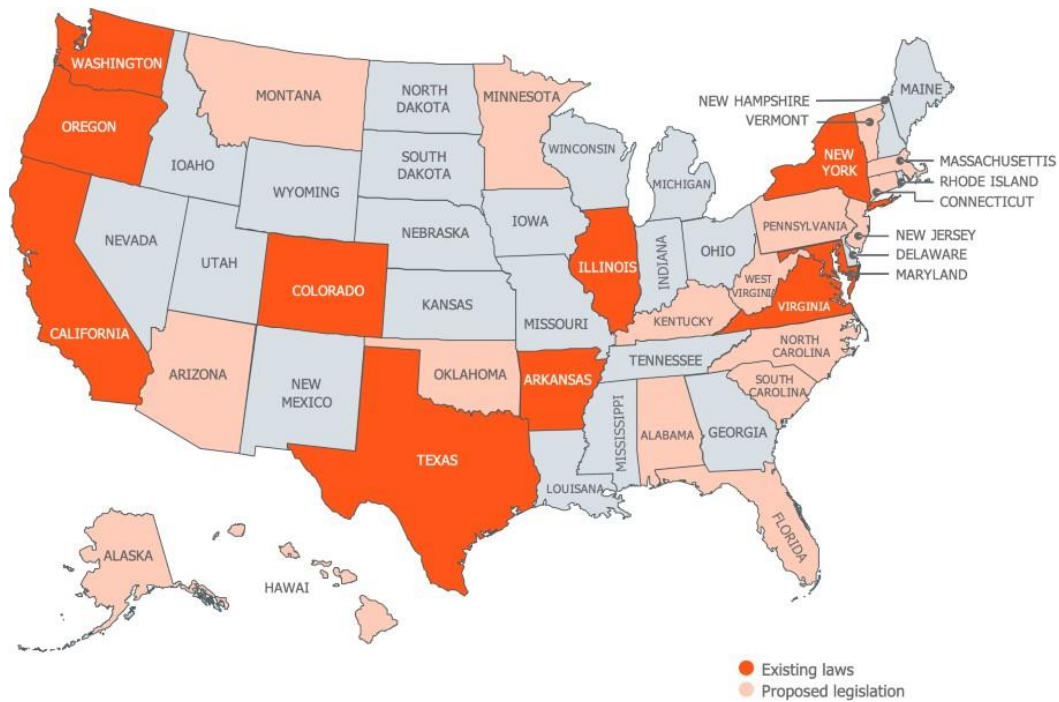 WASHINGTON
OREGON
CALIFORNIA
IOAHO
NEVADA
MONTANA
WYOMING
UTAH
COLORADO
ARIZONA
NEW
MEXICO
NORTH
DAKOTA
SOUTH
DAKOTA
NEBRASKA
KANSAS
OKLAHOMA
TEXAS
MINNESOTA
IOWA
MISSOURI
ARKANSAS
LOUISANA
WINCONSIN
ILLINOIS
MICHIGAN
INDIANA
OHIO
KENTUCKY
TENNESSEE
MISSISSIPPI
ALABAMA
GEORGIA
FLORIDA
SOUTH
CAROLINA
NORTH
CAROLINA
VIRGINIA
WEST
VIRGINIA
PENNSYLVANIA
NEW
YORK
MAINE
NEW HAMPSHIRE
VERMONT
MASSACHUSETTIS
RHODE ISLAND
CONNECTICUT
NEW JERSEY
DELAWARE
MARYLAND
ALASKA
HAWAI
Existing laws
Proposed legislation